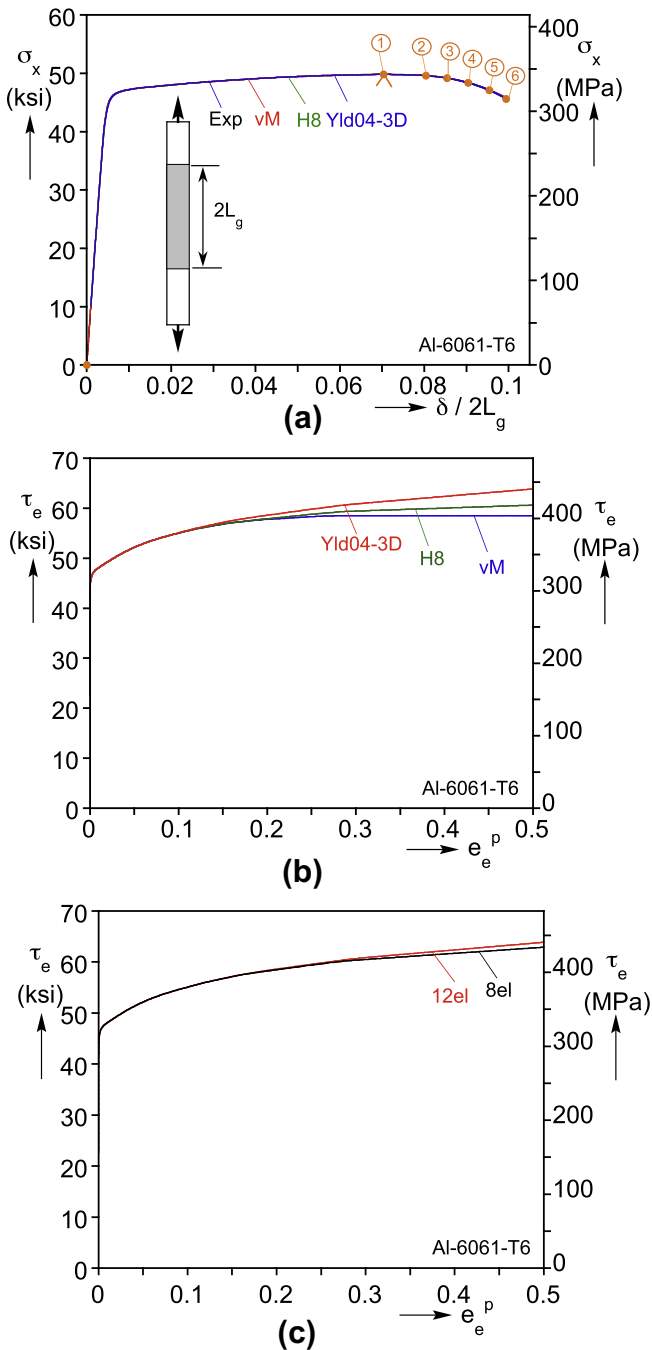 60
σx
(ksi)
50
40
30
20
10
0
1
2
3
4
5
6
400
σx
(MPa)
300
200
100
0
Exp
vM
H8
Yld04-3D
2Lg
Al-6061-T6
0
0.02
0.04
0.06
0.08
0.1
δ / 2Lg
(a)
70
τe
60
(ksi)
50
40
30
20
10
0
τe
400
(MPa)
300
200
100
0
Yld04-3D
H8
vM
Al-6061-T6
0
0.1
0.2
0.3
0.4
0.5
ee^p
(b)
70
τe
60
(ksi)
50
40
30
20
10
0
τe
400
(MPa)
300
200
100
0
12el
8el
Al-6061-T6
0
0.1
0.2
0.3
0.4
0.5
ee^p
(c)